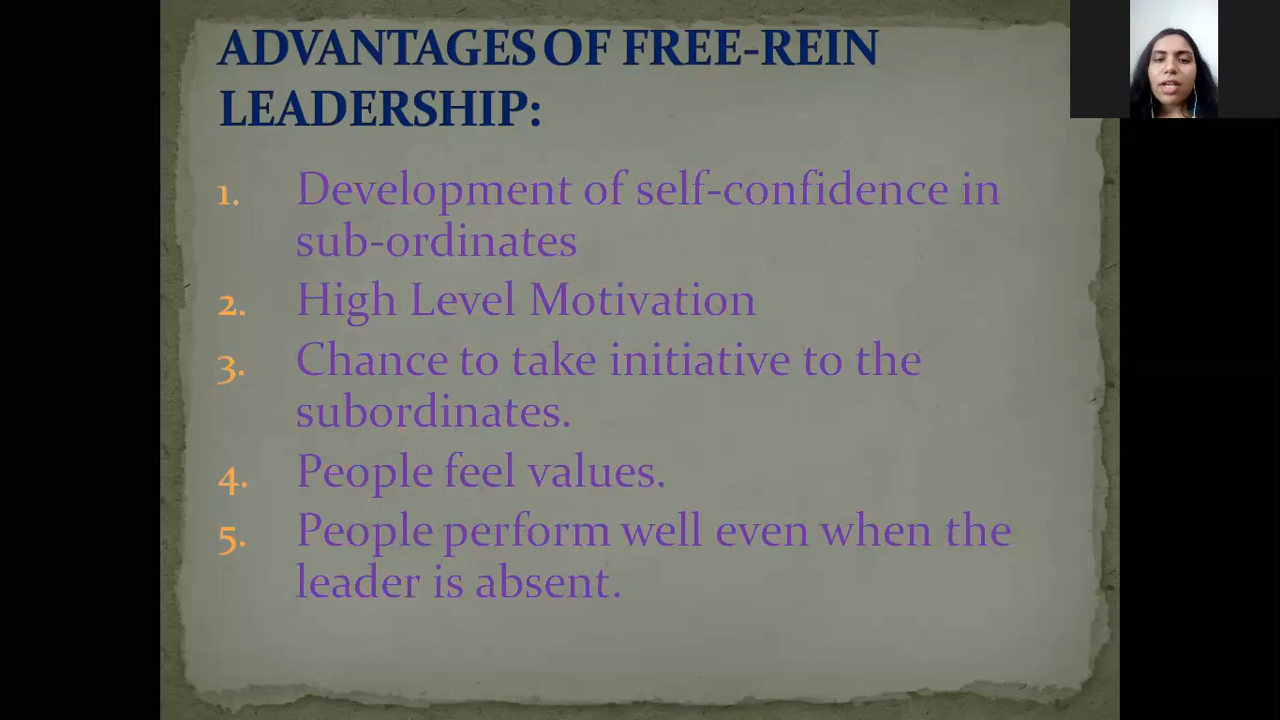 ADVANTAGES OF FREE-REIN
LEADERSHIP:
1. Development of self-confidence in
sub-ordinates
2. High Level Motivation
3. Chance to take initiative to the
subordinates.
4. People feel values.
5. People perform well even when the
leader is absent.